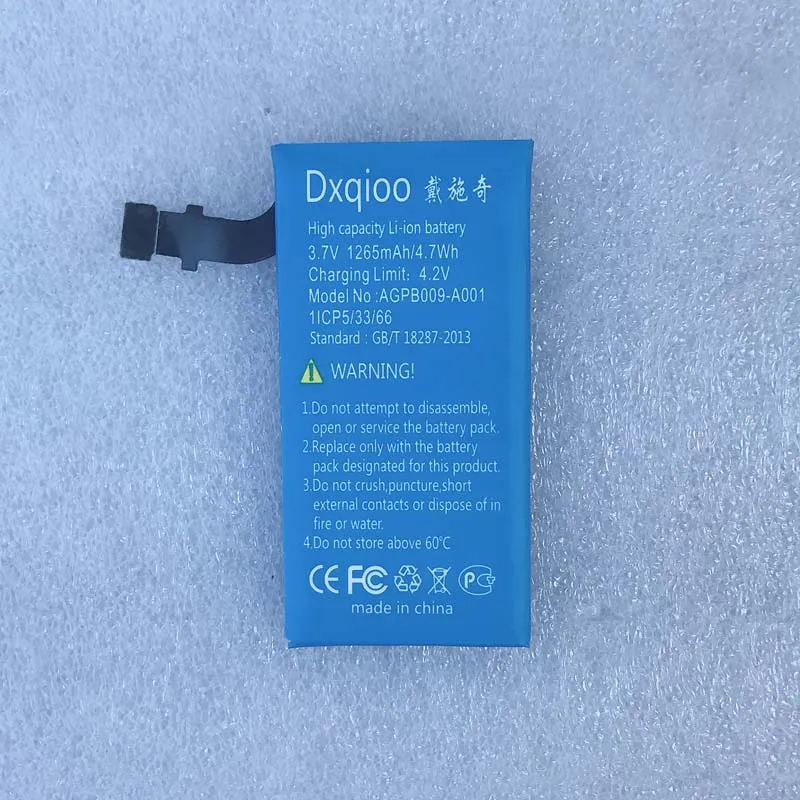 Dxqioo 戴施奇
High capacity Li-ion battery
3.7V 1265mAh/4.7Wh
Charging Limit: 4.2V
Model No :AGPB009-A001
1ICP5/33/66
Standard : GB/T 18287-2013
WARNING!
1.Do not attempt to disassemble,
open or service the battery pack.
2.Replace only with the battery
pack designated for this product.
3.Do not crush,puncture,short
external contacts or dispose of in
fire or water.
4.Do not store above 60℃
CE FC PC
made in china